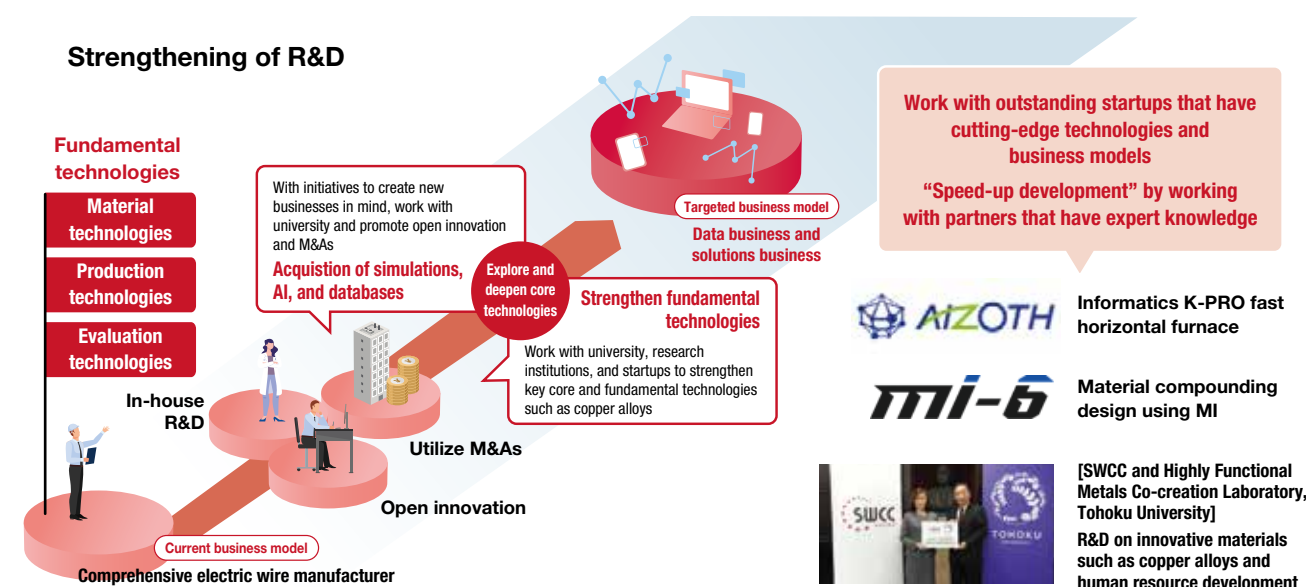 Strengthening of R&D
Fundamental
technologies
Material
technologies
Production
technologies
Evaluation
technologies
In-house
R&D
With initiatives to create new
businesses in mind, work with
university and promote open innovation
and M&As
Acquistion of simulations,
AI, and databases
Explore and
deepen core
technologies
Strengthen fundamental
technologies
Work with university, research
institutions, and startups to strengthen
key core and fundamental technologies
such as copper alloys
Utilize M&As
Open innovation
Current business model
Comprehensive electric wire manufacturer
Targeted business model
Data business and
solutions business
Work with outstanding startups that have
cutting-edge technologies and
business models
“Speed-up development” by working
with partners that have expert knowledge
AIZOTH
Informatics K-PRO fast
horizontal furnace
mi-6
Material compounding
design using MI
SWCC
TOHOKU
[SWCC and Highly Functional
Metals Co-creation Laboratory,
Tohoku University]
R&D on innovative materials
such as copper alloys and
human resource development